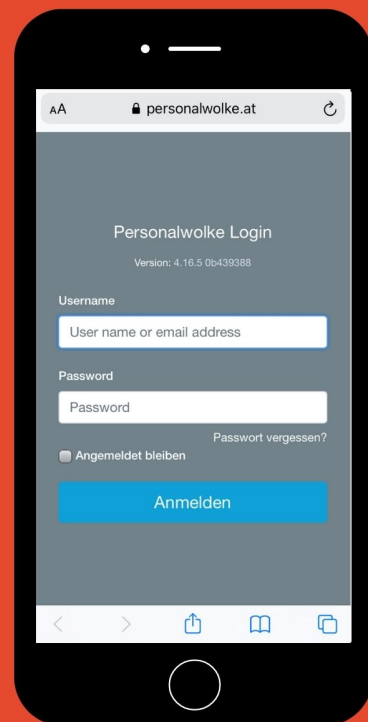 AA personalwolke.at
Personalwolke Login
Version: 4.16.5 0b439388
Username
User name or email address
Password
Password
Passwort vergessen?
Angemeldet bleiben
Anmelden